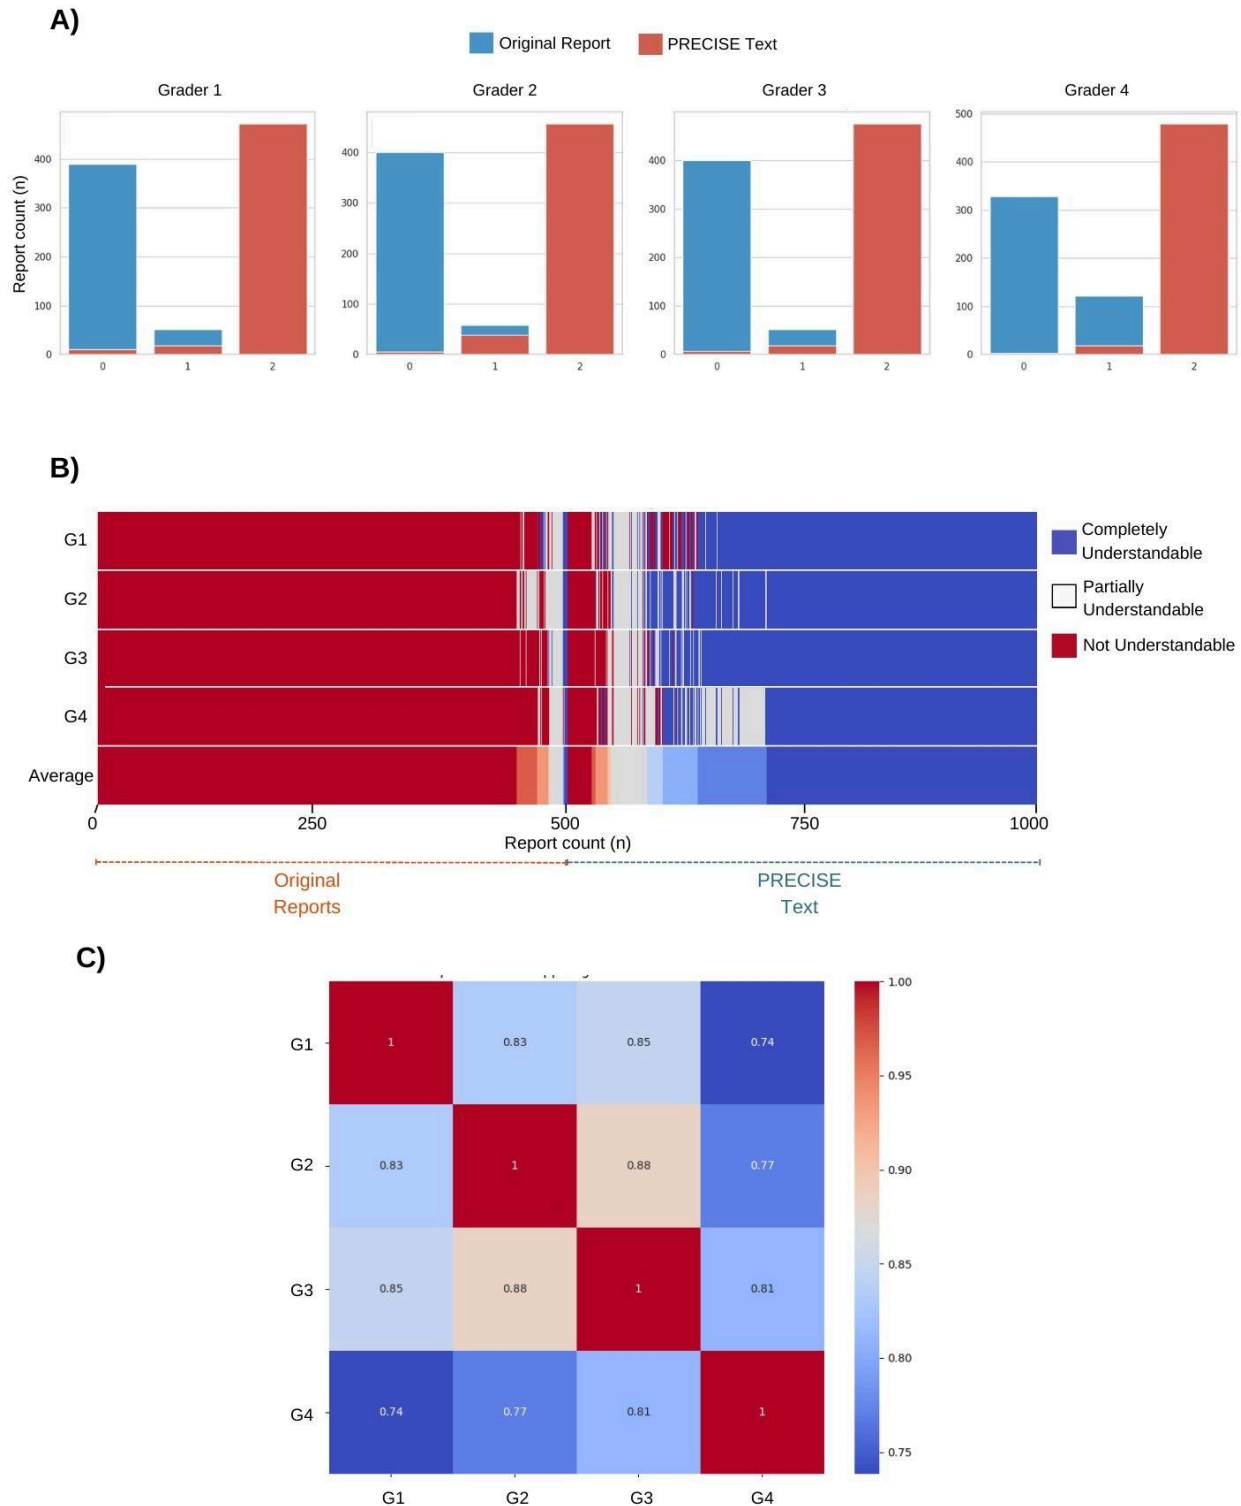 A)
Original Report
PRECISE Text
Grader 1
Grader 2
Grader 3
Grader 4
Report count (n)
400
300
200
100
0
0 1 2
400
300
200
100
0
0 1 2
400
300
200
100
0
0 1 2
500
400
300
200
100
0
0 1 2
B)
G1
G2
G3
G4
Average
Completely
Understandable
Partially
Understandable
Not Understandable
0 250 500 750 1000
Report count (n)
Original
Reports
PRECISE
Text
C)
G1 1 0.83 0.85 0.74
G2 0.83 1 0.88 0.77
G3 0.85 0.88 1 0.81
G4 0.74 0.77 0.81 1
G1 G2 G3 G4
1.00
0.95
0.90
0.85
0.80
0.75